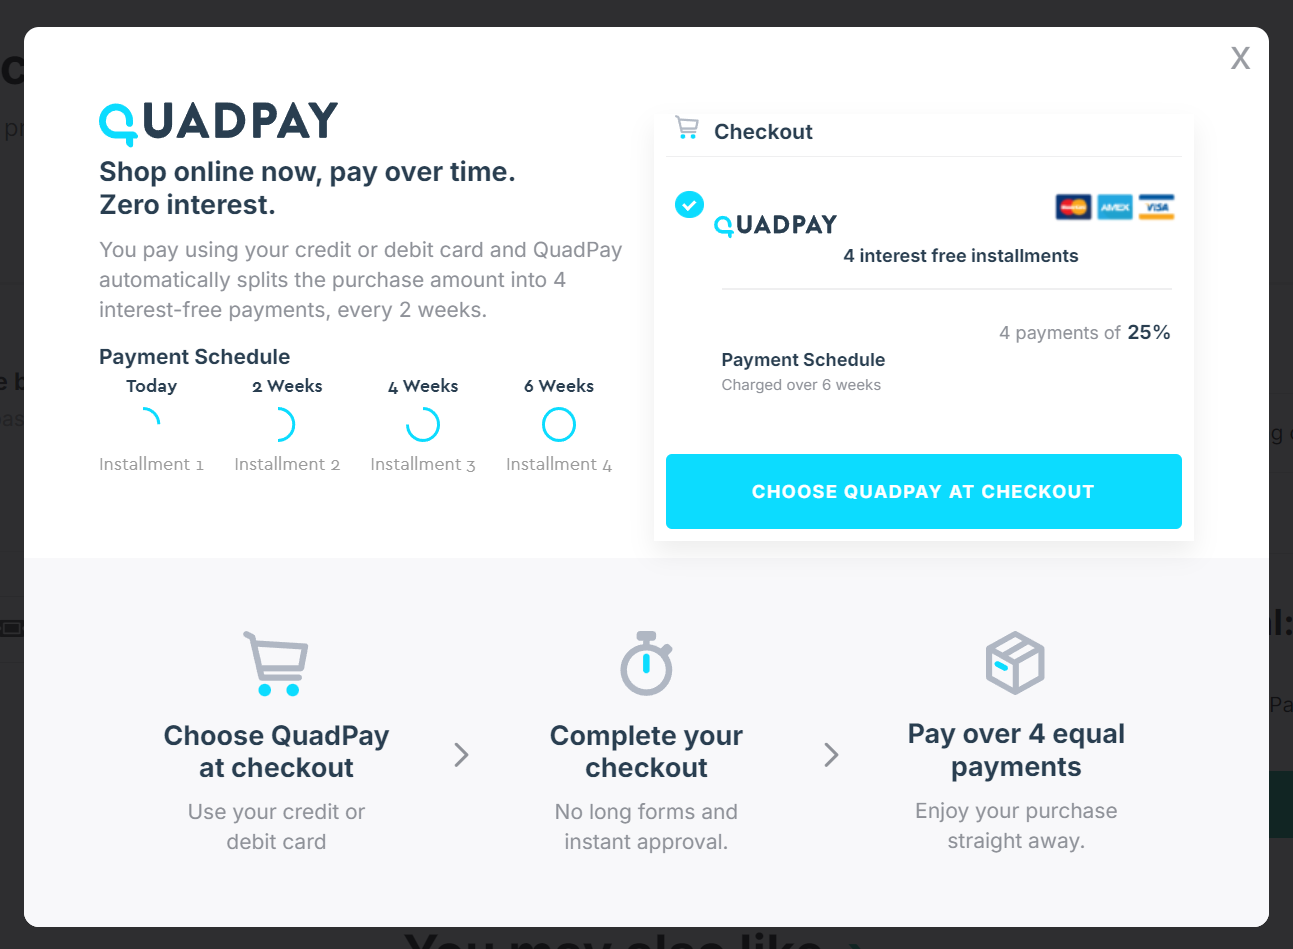 X
QUADPAY
Shop online now, pay over time.
Zero interest.
You pay using your credit or debit card and QuadPay
automatically splits the purchase amount into 4
interest-free payments, every 2 weeks.
Payment Schedule
Today 2 Weeks 4 Weeks 6 Weeks
Installment 1 Installment 2 Installment 3 Installment 4
Checkout
AMEX VISA
QUADPAY
4 interest free installments
4 payments of 25%
Payment Schedule
Charged over 6 weeks
CHOOSE QUADPAY AT CHECKOUT
Choose QuadPay
at checkout
Use your credit or
debit card
Complete your
checkout
No long forms and
instant approval.
Pay over 4 equal
payments
Enjoy your purchase
straight away.
You may also like